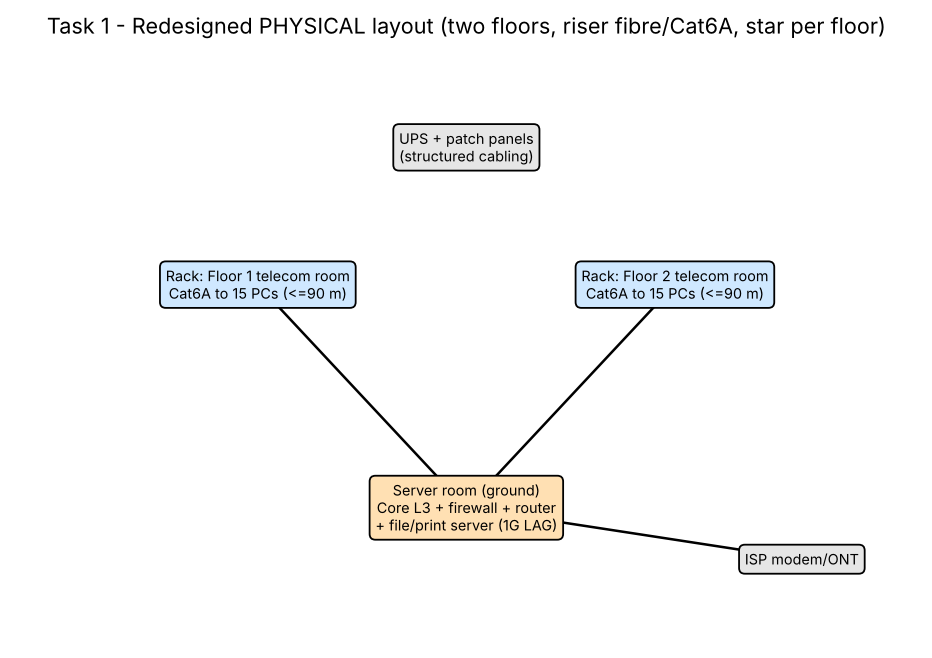 Task 1 - Redesigned PHYSICAL layout (two floors, riser fibre/Cat6A, star per floor)
UPS + patch panels
(structured cabling)
Rack: Floor 1 telecom room
Cat6A to 15 PCs (<=90 m)
Rack: Floor 2 telecom room
Cat6A to 15 PCs (<=90 m)
Server room (ground)
Core L3 + firewall + router
+ file/print server (1G LAG)
ISP modem/ONT